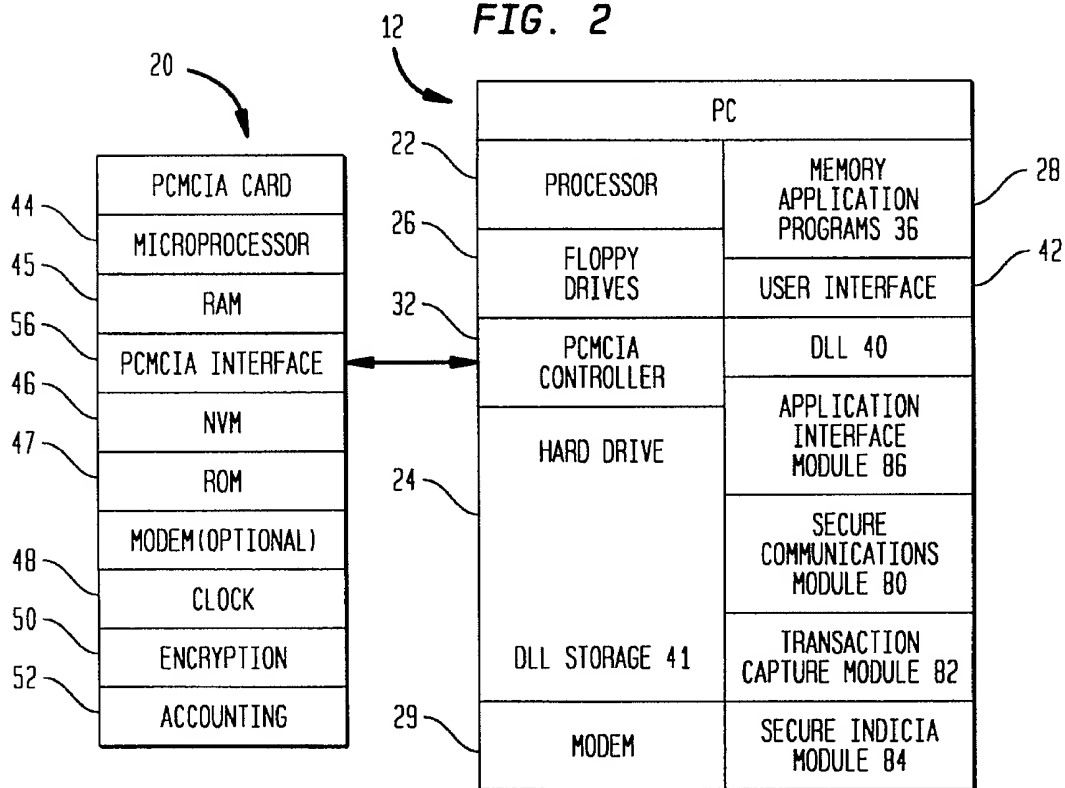 FIG. 2
12
20
PC
22
PROCESSOR
MEMORY
APPLICATION
PROGRAMS 36
28
PCMCIA CARD
44
MICROPROCESSOR
26
FLOPPY
DRIVES
USER INTERFACE
42
45
RAM
32
PCMCIA
CONTROLLER
DLL 40
56
PCMCIA INTERFACE
46
NVM
APPLICATION
INTERFACE
MODULE 86
47
ROM
24
HARD DRIVE
MODEM(OPTIONAL)
SECURE
COMMUNICATIONS
MODULE 80
48
CLOCK
50
ENCRYPTION
DLL STORAGE 41
TRANSACTION
CAPTURE MODULE 82
52
ACCOUNTING
29
MODEM
SECURE INDICIA
MODULE 84